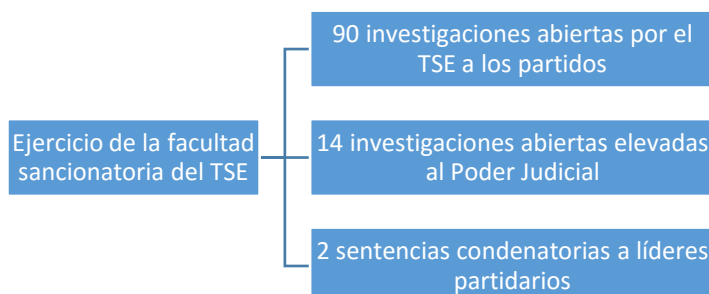 90 investigaciones abiertas por el
TSE a los partidos
Ejercicio de la facultad
sancionatoria del TSE
14 investigaciones abiertas elevadas
al Poder Judicial
2 sentencias condenatorias a líderes
partidarios